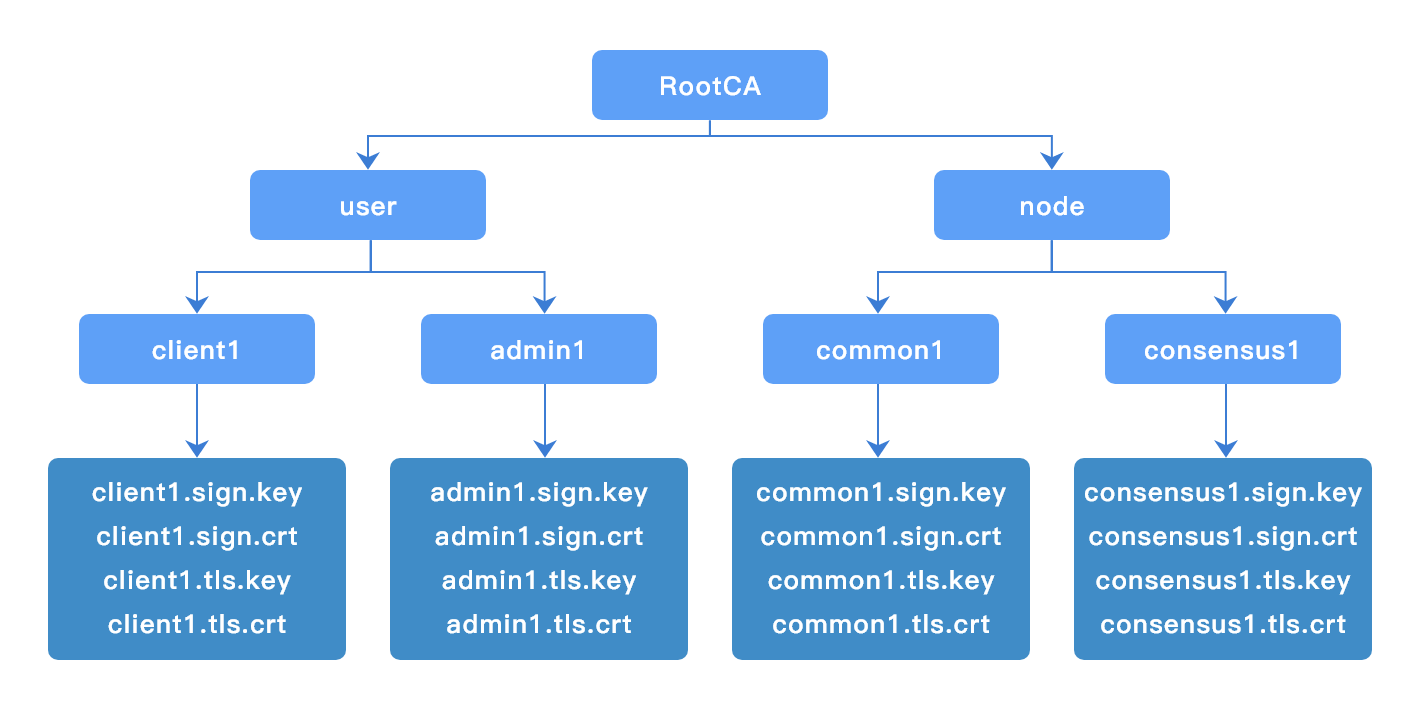 RootCA
user
node
client1
admin1
common1
consensus1
client1.sign.key
client1.sign.crt
client1.tls.key
client1.tls.crt
admin1.sign.key
admin1.sign.crt
admin1.tls.key
admin1.tls.crt
common1.sign.key
common1.sign.crt
common1.tls.key
common1.tls.crt
consensus1.sign.key
consensus1.sign.crt
consensus1.tls.key
consensus1.tls.crt